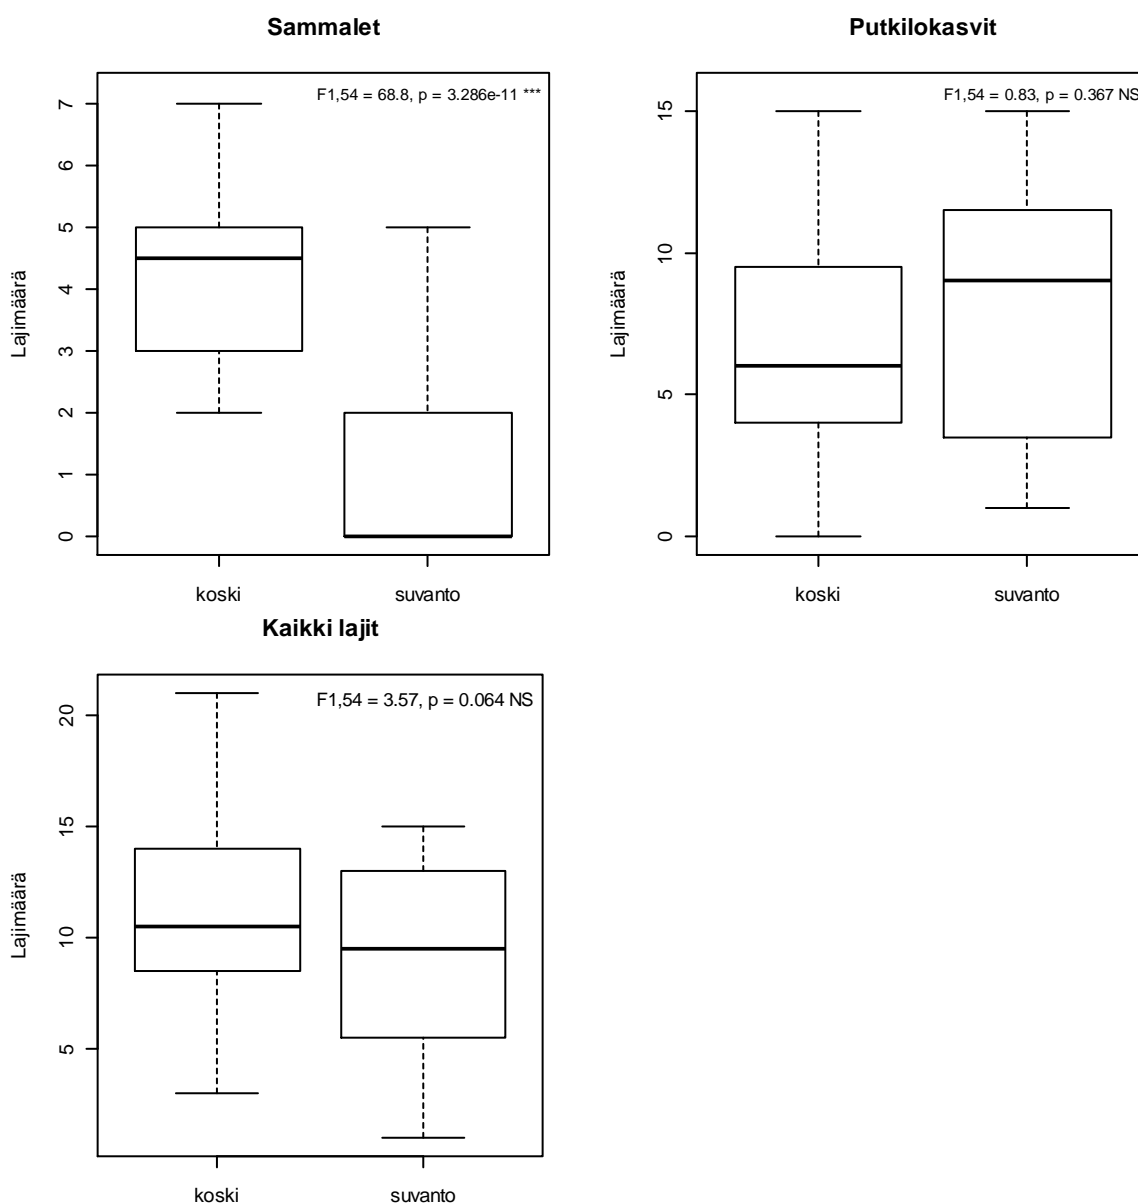 Sammalet
F1,54 = 68.8, p = 3.286e-11 ***
7
6
5
4
3
2
1
0
Lajimäärä
koski suvanto
Putkilokasvit
F1,54 = 0.83, p = 0.367 NS
15
10
5
0
Lajimäärä
koski suvanto
Kaikki lajit
F1,54 = 3.57, p = 0.064 NS
20
15
10
5
Lajimäärä
koski suvanto